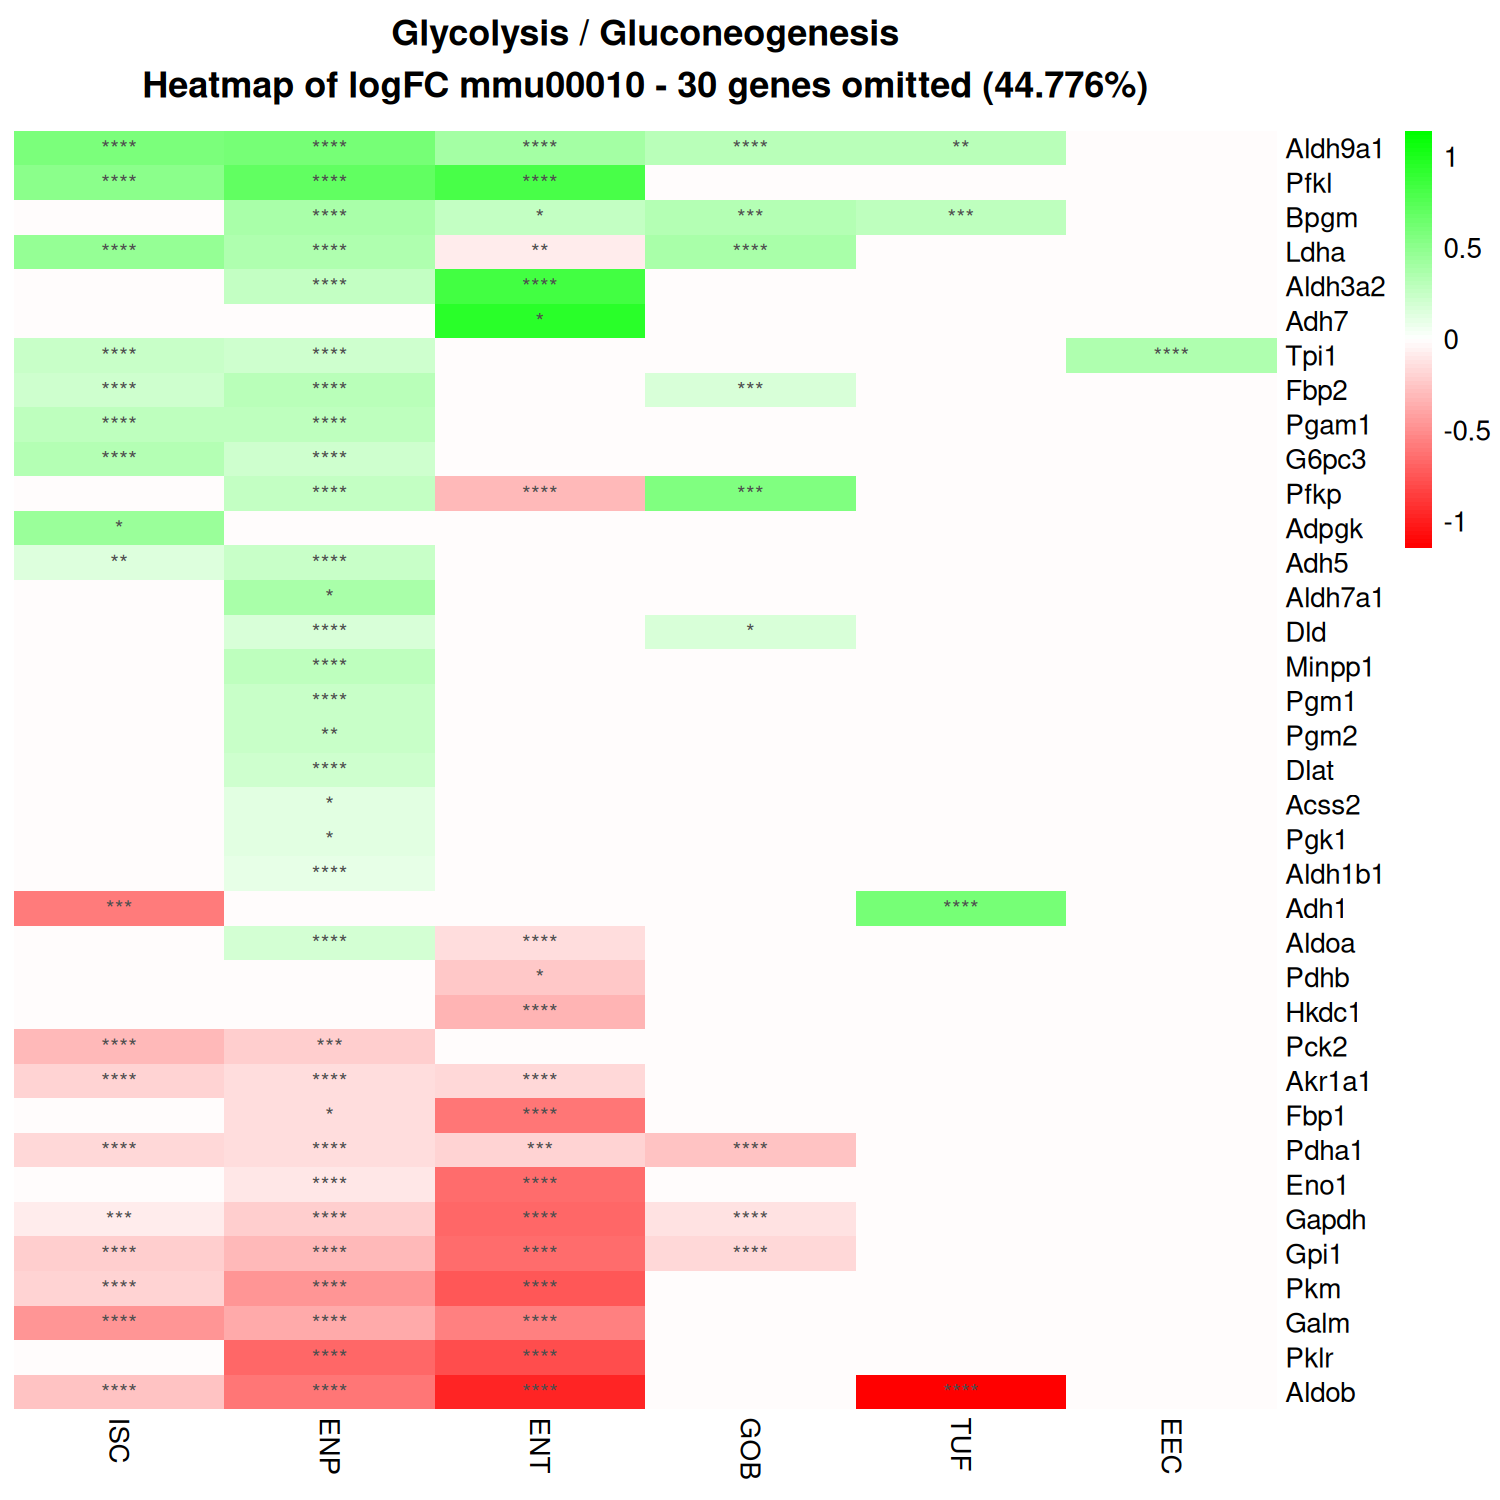 Glycolysis / Gluconeogenesis
Heatmap of logFC mmu00010 - 30 genes omitted (44.776%)
**** **** **** **** ** Aldh9a1
**** **** **** Pfkl
**** * *** *** Bpgm
**** **** ** **** Ldha
**** **** Aldh3a2
* Adh7
**** **** **** Tpi1
**** **** *** Fbp2
**** **** Pgam1
**** **** G6pc3
**** **** *** Pfkp
* Adpgk
** **** Adh5
* Aldh7a1
**** * Dld
**** Minpp1
**** Pgm1
** Pgm2
**** Dlat
* Acss2
* Pgk1
**** Aldh1b1
*** **** Adh1
**** **** Aldoa
* Pdhb
**** Hkdc1
**** *** Pck2
**** **** **** Akr1a1
* **** Fbp1
**** **** *** **** Pdha1
**** **** Eno1
*** **** **** **** Gapdh
**** **** **** **** Gpi1
**** **** **** Pkm
**** **** **** Galm
**** **** Pklr
**** **** **** **** Aldob
ISC ENP ENT GOB TUF EEC
1
0.5
0
-0.5
-1